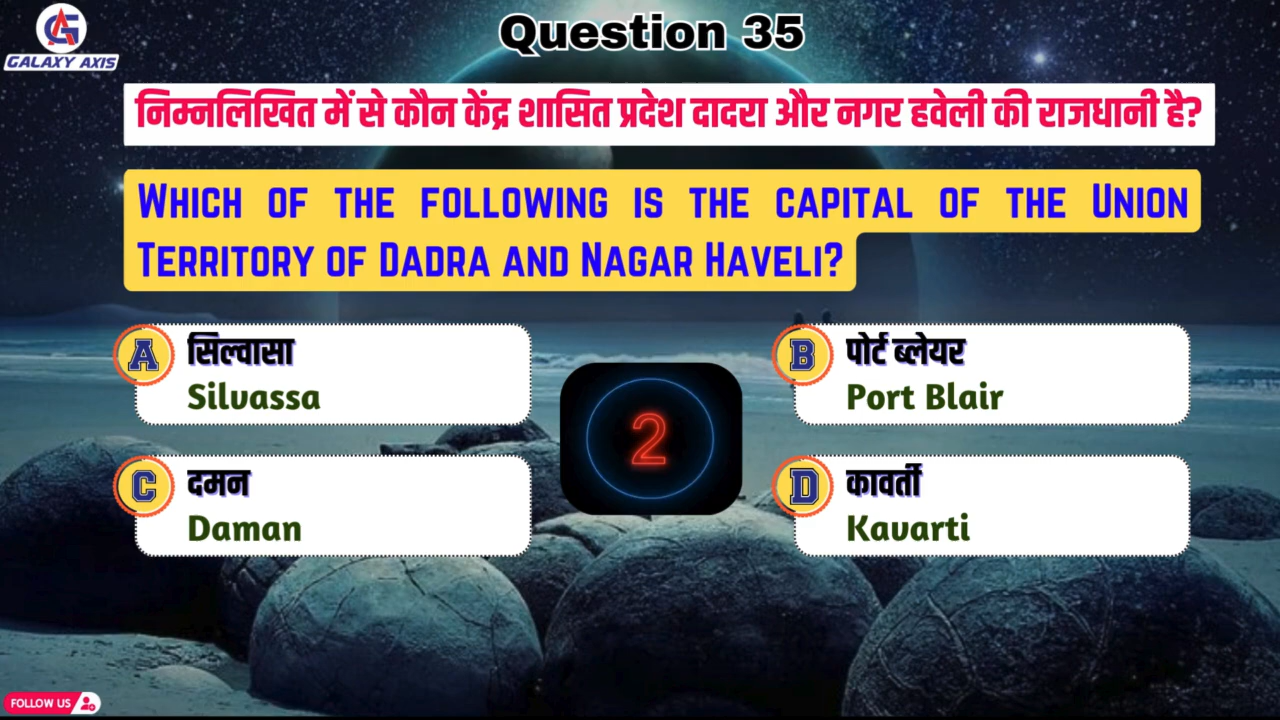 Question 35
GALAXY AXIS
निम्नलिखित में से कौन केंद्र शासित प्रदेश दादरा और नगर हवेली की राजधानी है?
Which of the following is the capital of the Union
Territory of Dadra and Nagar Haveli?
A सिल्वासा
Silvassa
B पोर्ट ब्लेयर
Port Blair
2
C दमन
Daman
D कावर्ती
Kavarti
FOLLOW US